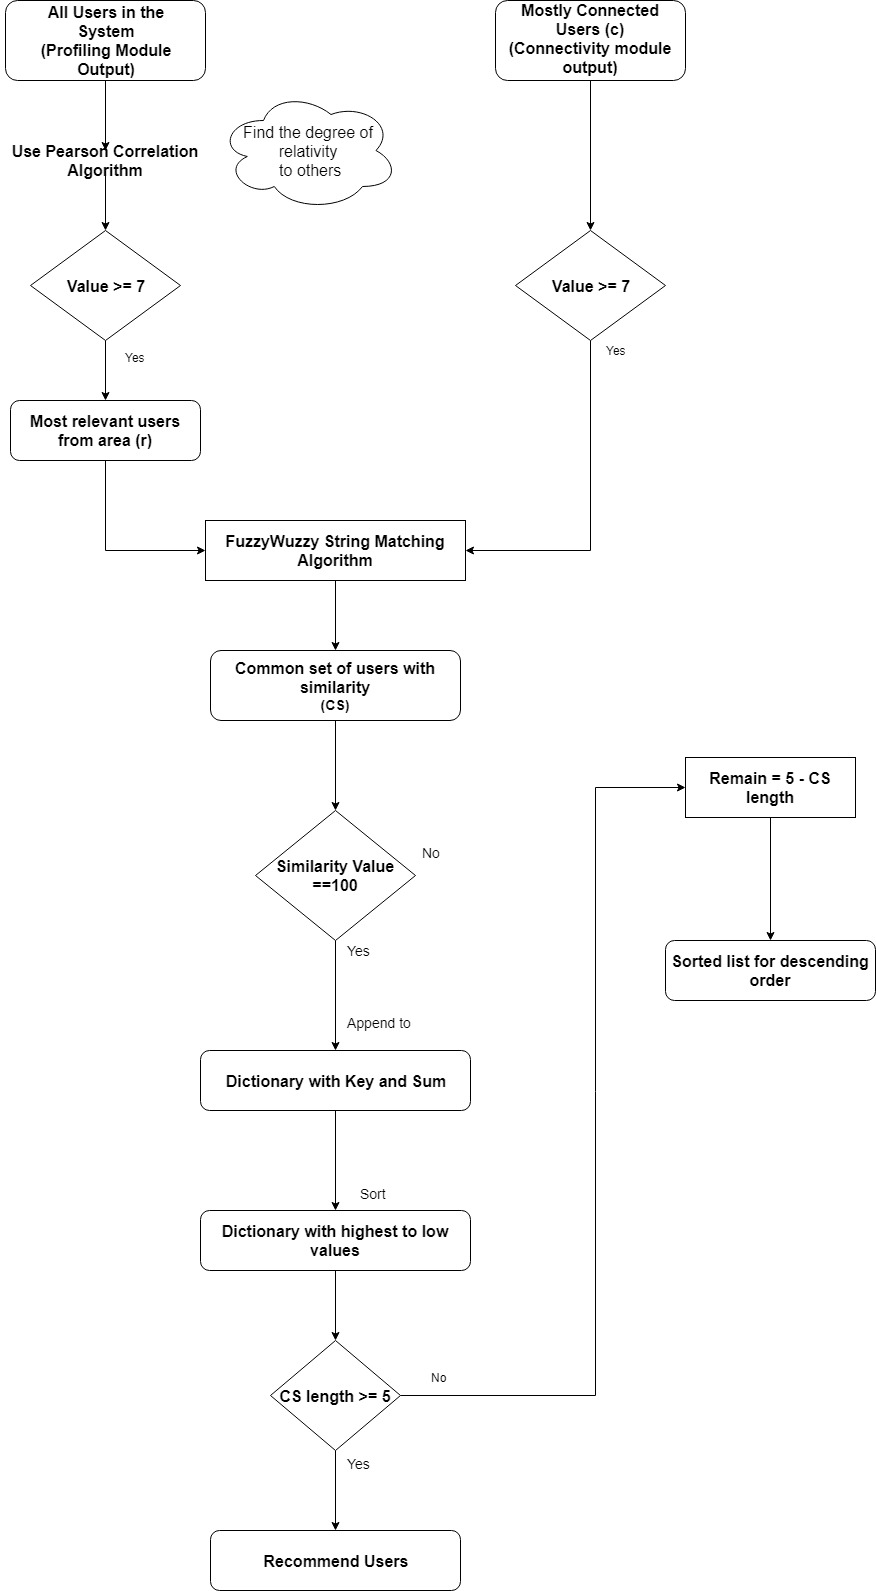 All Users in the
System
(Profiling Module
Output)
Mostly Connected
Users (c)
(Connectivity module
output)
Use Pearson Correlation
Algorithm
Find the degree of
relativity
to others
Value >= 7
Value >= 7
Yes
Yes
Most relevant users
from area (r)
FuzzyWuzzy String Matching
Algorithm
Common set of users with
similarity
(CS)
Remain = 5 - CS
length
Similarity Value
==100
No
Yes
Sorted list for descending
order
Append to
Dictionary with Key and Sum
Sort
Dictionary with highest to low
values
CS length >= 5
No
Yes
Recommend Users